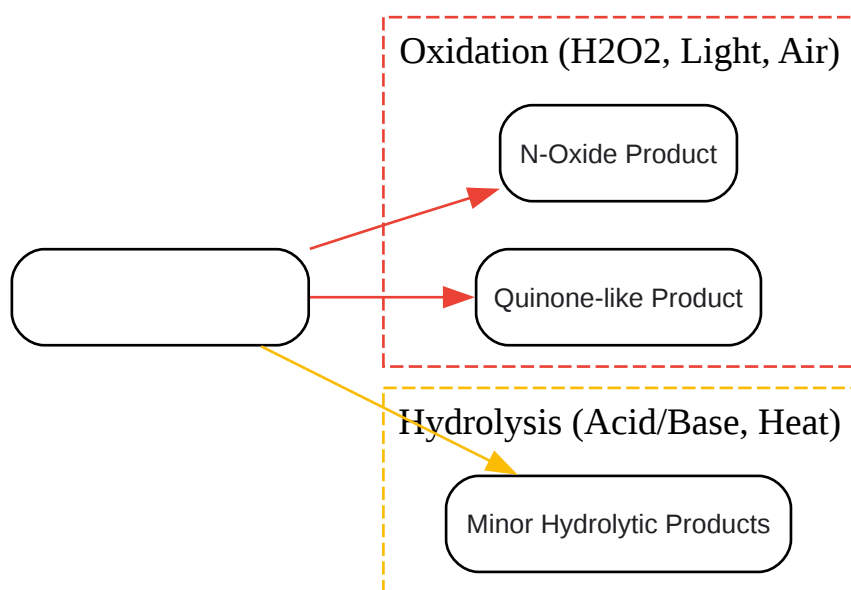 Oxidation (H2O2, Light, Air)
N-Oxide Product
Quinone-like Product
Hydrolysis (Acid/Base, Heat)
Minor Hydrolytic Products